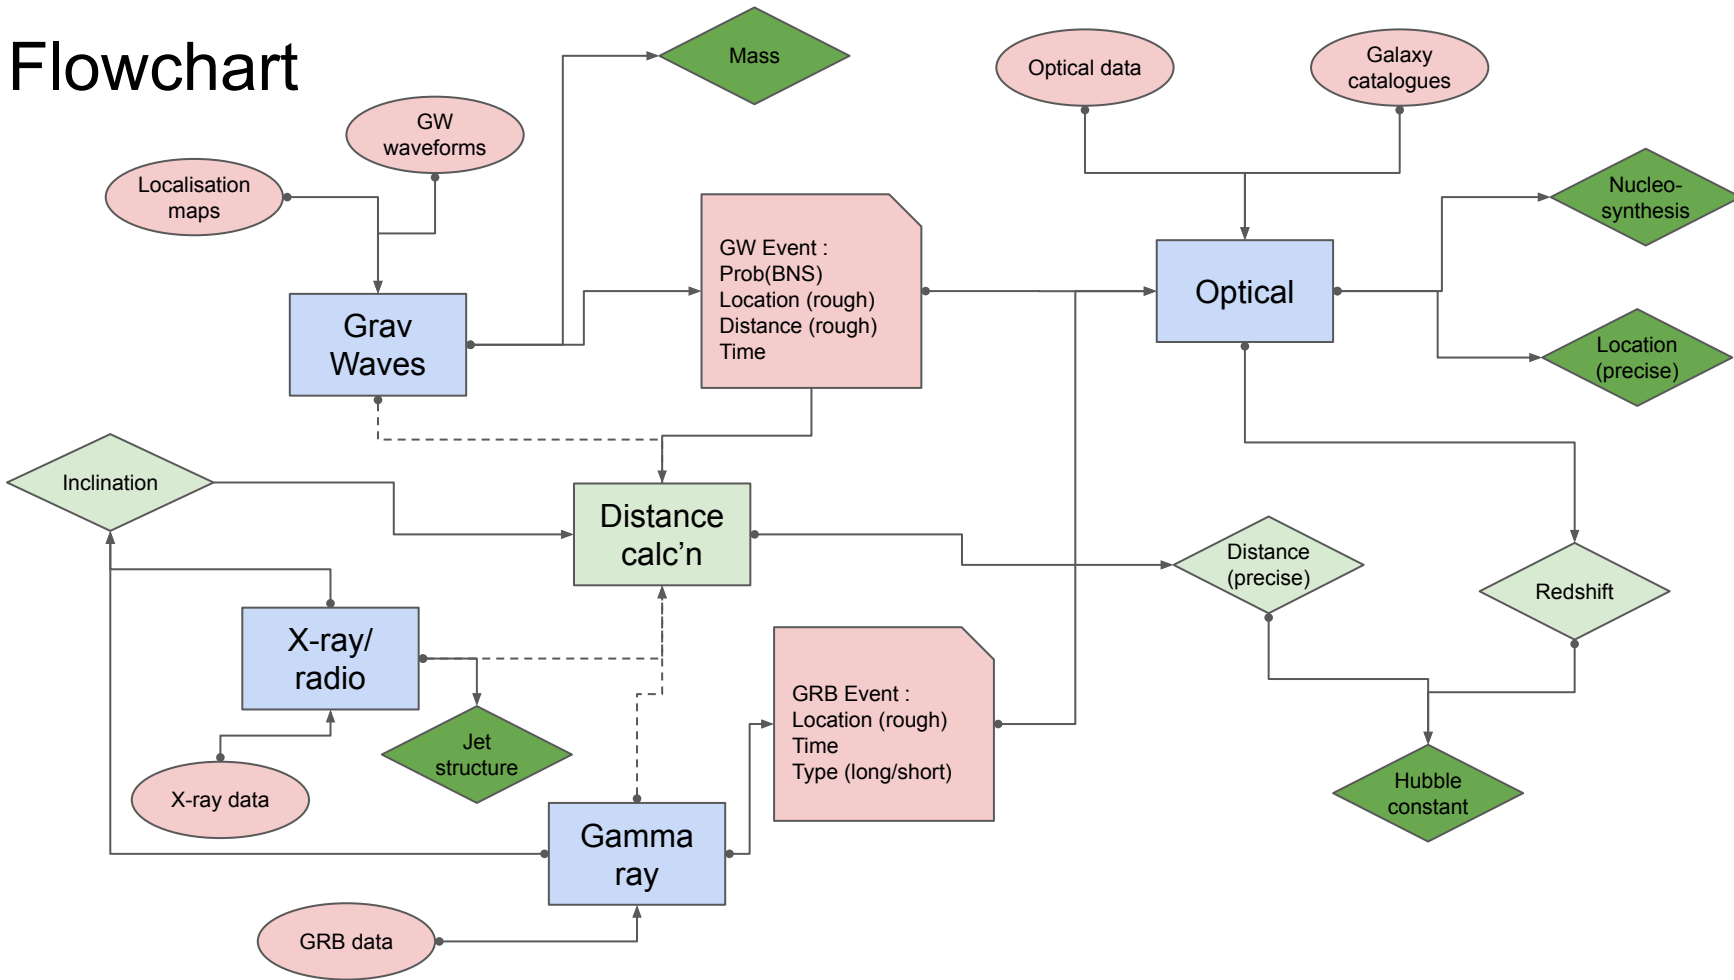 Flowchart
Mass
Optical data
Galaxy
catalogues
GW
waveforms
Localisation
maps
Nucleo-
synthesis
GW Event :
Prob(BNS)
Location (rough)
Distance (rough)
Time
Optical
Grav
Waves
Location
(precise)
Inclination
Distance
calc’n
Distance
(precise)
Redshift
X-ray/
radio
GRB Event :
Location (rough)
Time
Type (long/short)
Jet
structure
X-ray data
Hubble
constant
Gamma
ray
GRB data